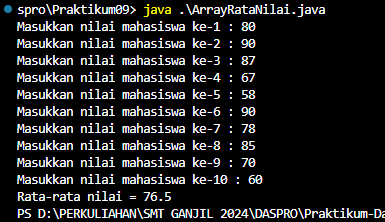 spro\Praktikum09> java .\ArrayRataNilai.java
Masukkan nilai mahasiswa ke-1 : 80
Masukkan nilai mahasiswa ke-2 : 90
Masukkan nilai mahasiswa ke-3 : 87
Masukkan nilai mahasiswa ke-4 : 67
Masukkan nilai mahasiswa ke-5 : 58
Masukkan nilai mahasiswa ke-6 : 90
Masukkan nilai mahasiswa ke-7 : 78
Masukkan nilai mahasiswa ke-8 : 85
Masukkan nilai mahasiswa ke-9 : 70
Masukkan nilai mahasiswa ke-10 : 60
Rata-rata nilai = 76.5
PS D:\PERKULIAHAN\SMT GANJIL 2024\DASPRO\Praktikum-Da